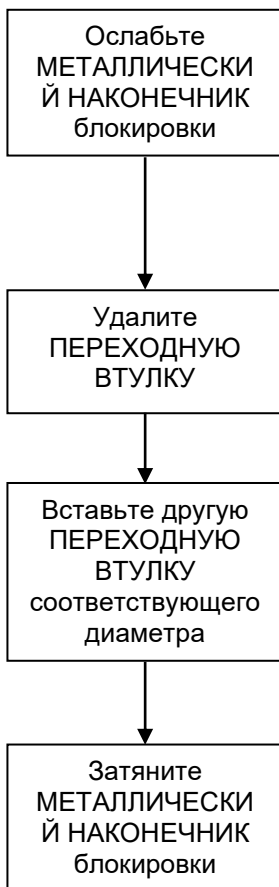 Ослабьте
МЕТАЛЛИЧЕСКИ
Й НАКОНЕЧНИК
блокировки
Удалите
ПЕРЕХОДНУЮ
ВТУЛКУ
Вставьте другую
ПЕРЕХОДНУЮ
ВТУЛКУ
соответствующего
диаметра
Затяните
МЕТАЛЛИЧЕСКИ
Й НАКОНЕЧНИК
блокировки